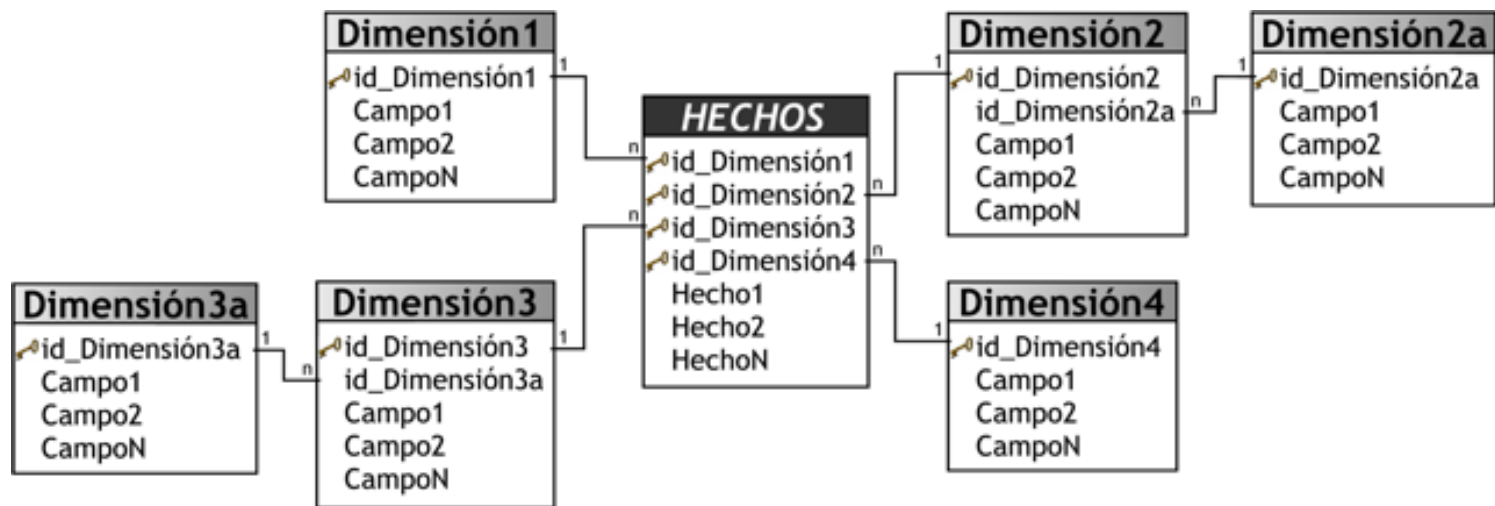 Dimensión1
id_Dimensión1
Campo1
Campo2
CampoN
1
n
HECHOS
id_Dimensión1
id_Dimensión2
id_Dimensión3
id_Dimensión4
Hecho1
Hecho2
HechoN
n
n
n
Dimensión2
1
id_Dimensión2
id_Dimensión2a
Campo1
Campo2
CampoN
n
Dimensión2a
1
id_Dimensión2a
Campo1
Campo2
CampoN
Dimensión3a
id_Dimensión3a
Campo1
Campo2
CampoN
1
n
Dimensión3
id_Dimensión3
id_Dimensión3a
Campo1
Campo2
CampoN
1
Dimensión4
1
id_Dimensión4
Campo1
Campo2
CampoN